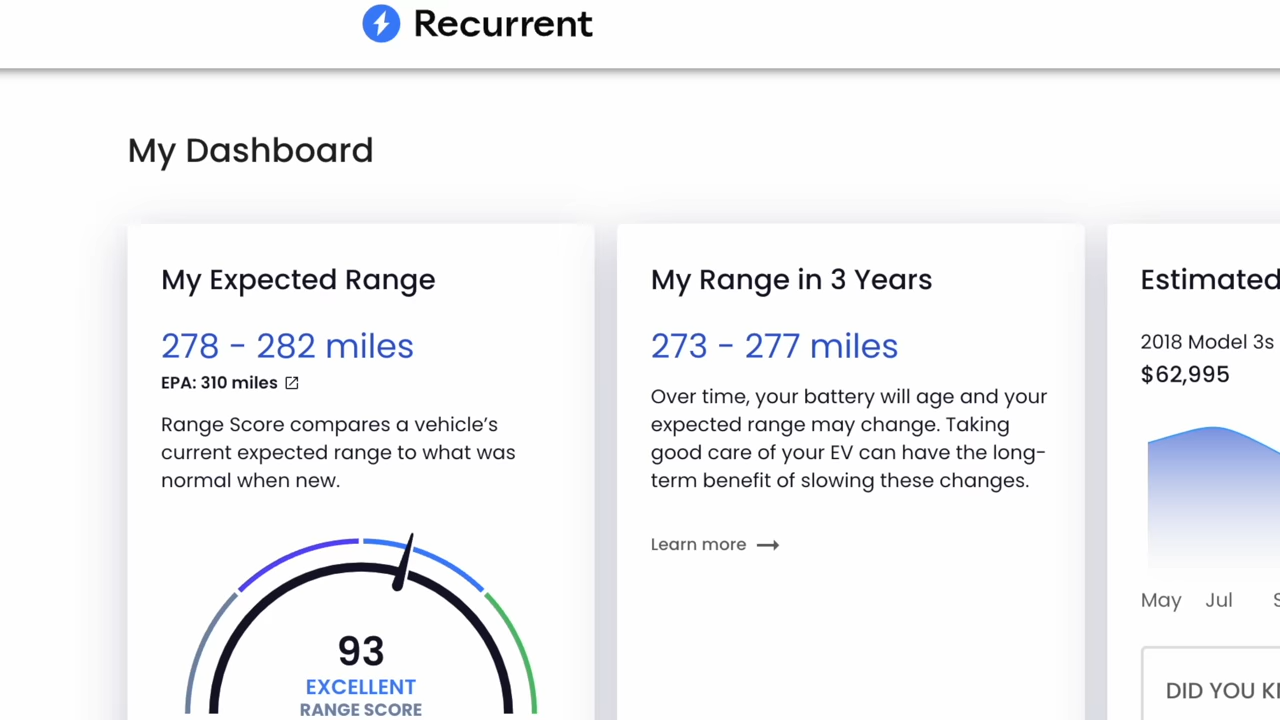 Recurrent
My Dashboard
My Expected Range
278 - 282 miles
EPA: 310 miles
Range Score compares a vehicle's
current expected range to what was
normal when new.
93
EXCELLENT
RANGE SCORE
My Range in 3 Years
273 - 277 miles
Over time, your battery will age and your
expected range may change. Taking
good care of your EV can have the long-
term benefit of slowing these changes.
Learn more
Estimated
2018 Model 3s
$62,995
May Jul
DID YOU